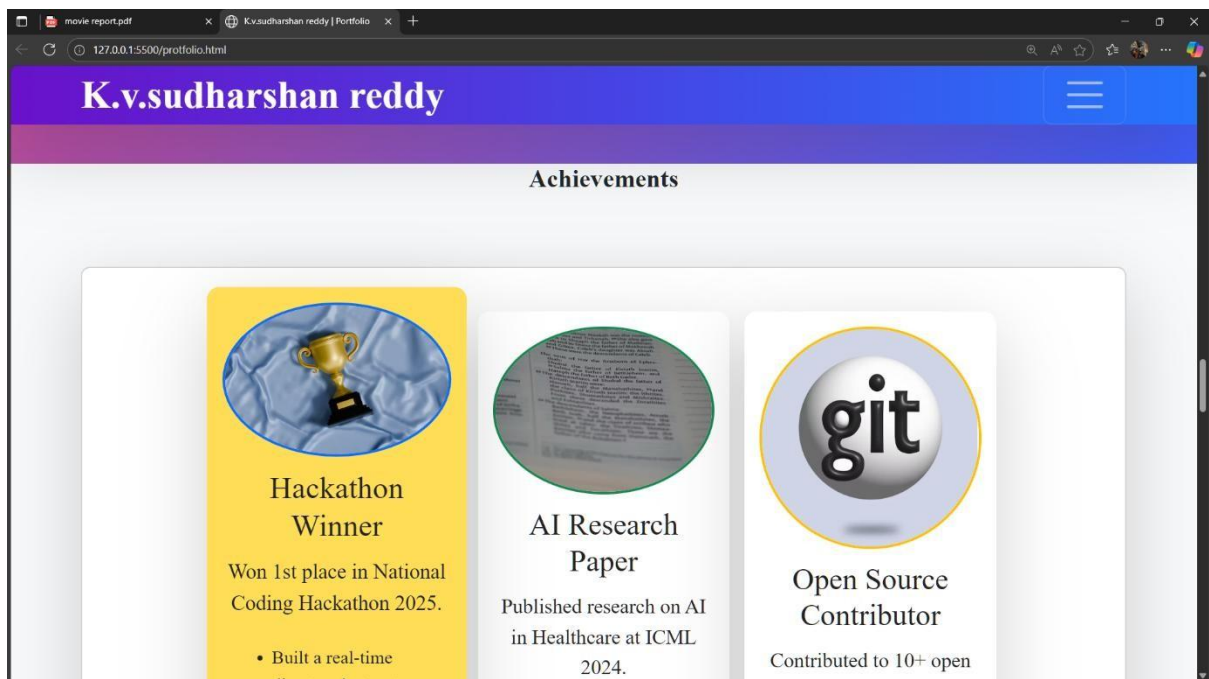 movie report.pdf
K.v.sudharshan reddy | Portfolio
127.0.0.1:5500/protfolio.html
K.v.sudharshan reddy
Achievements
Hackathon
Winner
Won 1st place in National
Coding Hackathon 2025.
• Built a real-time
AI Research
Paper
Published research on AI
in Healthcare at ICML
2024.
git
Open Source
Contributor
Contributed to 10+ open